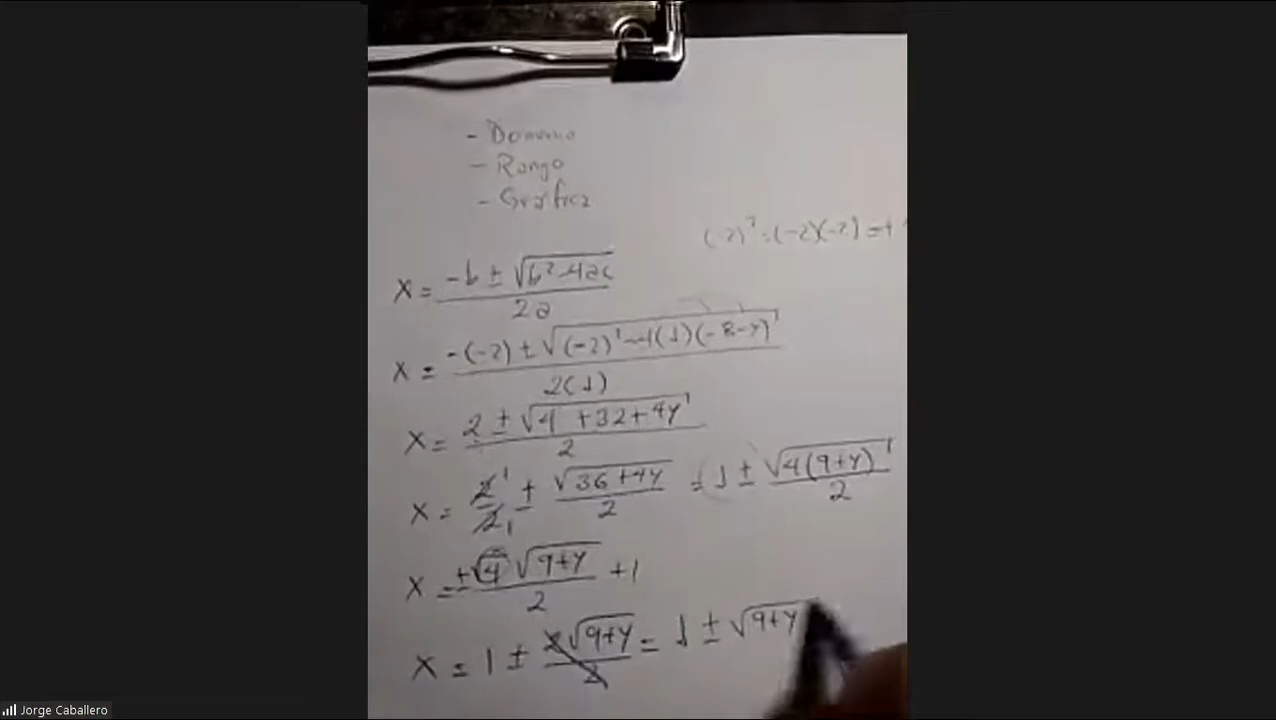 - Dominio
- Rango
- Gráfica
(-2)² = (-2)(-2) = +
x = -b ± √b² - 4ac / 2a
x = -(-2) ± √(-2)² - 4(1)(-8-y) / 2(1)
x = 2 ± √4 + 32 + 4y / 2
x = 2/2 ± √36 + 4y / 2 = 1 ± √4(9+y) / 2
x = ±√4 √9+y / 2 + 1
x = 1 ± 2√9+y / 2 = 1 ± √9+y
Jorge Caballero